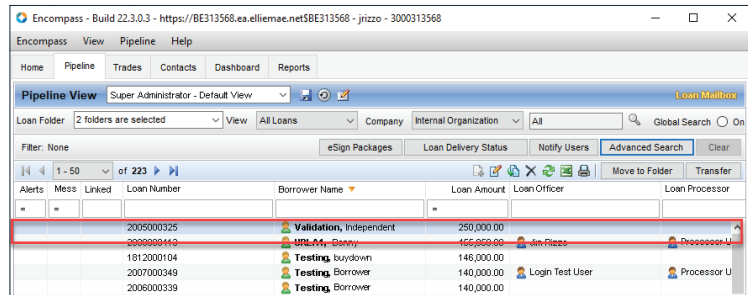 Encompass - Build 22.3.0.3 - https://BE313568.ea.elliemae.net$BE313568 - jrizzo - 3000313568
Encompass View Pipeline Help
Home Pipeline Trades Contacts Dashboard Reports
Pipeline View Super Administrator - Default View Loan Mailbox
Loan Folder 2 folders are selected View All Loans Company Internal Organization All Global Search On
Filter: None eSign Packages Loan Delivery Status Notify Users Advanced Search Clear
1 - 50 of 223 Move to Folder Transfer
Alerts Mess Linked Loan Number Borrower Name Loan Amount Loan Officer Loan Processor
= = =
2005000325 Validation, Independent 250,000.00
Jim Rizzo Processor U
1812000104 Testing, buydown 146,000.00
2007000349 Testing, Borrower 140,000.00 Login Test User Processor U
2006000339 Testing, Borrower 140,000.00